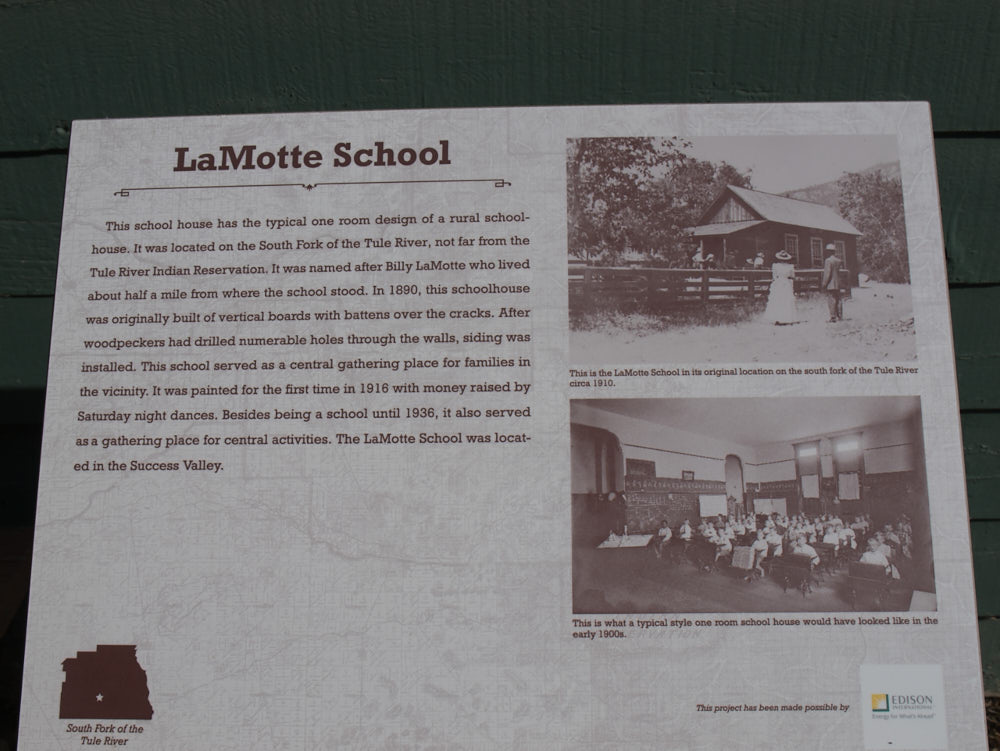 LaMotte School
This school house has the typical one room design of a rural school-
house. It was located on the South Fork of the Tule River, not far from the
Tule River Indian Reservation. It was named after Billy LaMotte who lived
about half a mile from where the school stood. In 1890, this schoolhouse
was originally built of vertical boards with battens over the cracks. After
woodpeckers had drilled numerable holes through the walls, siding was
installed. This school served as a central gathering place for families in
the vicinity. It was painted for the first time in 1916 with money raised by
Saturday night dances. Besides being a school until 1936, it also served
as a gathering place for central activities. The LaMotte School was locat-
ed in the Success Valley.
This is the LaMotte School in its original location on the south fork of the Tule River
circa 1910.
This is what a typical style one room school house would have looked like in the
early 1900s.
South Fork of the
Tule River
This project has been made possible by
EDISON
INTERNATIONAL
Energy for What's Ahead